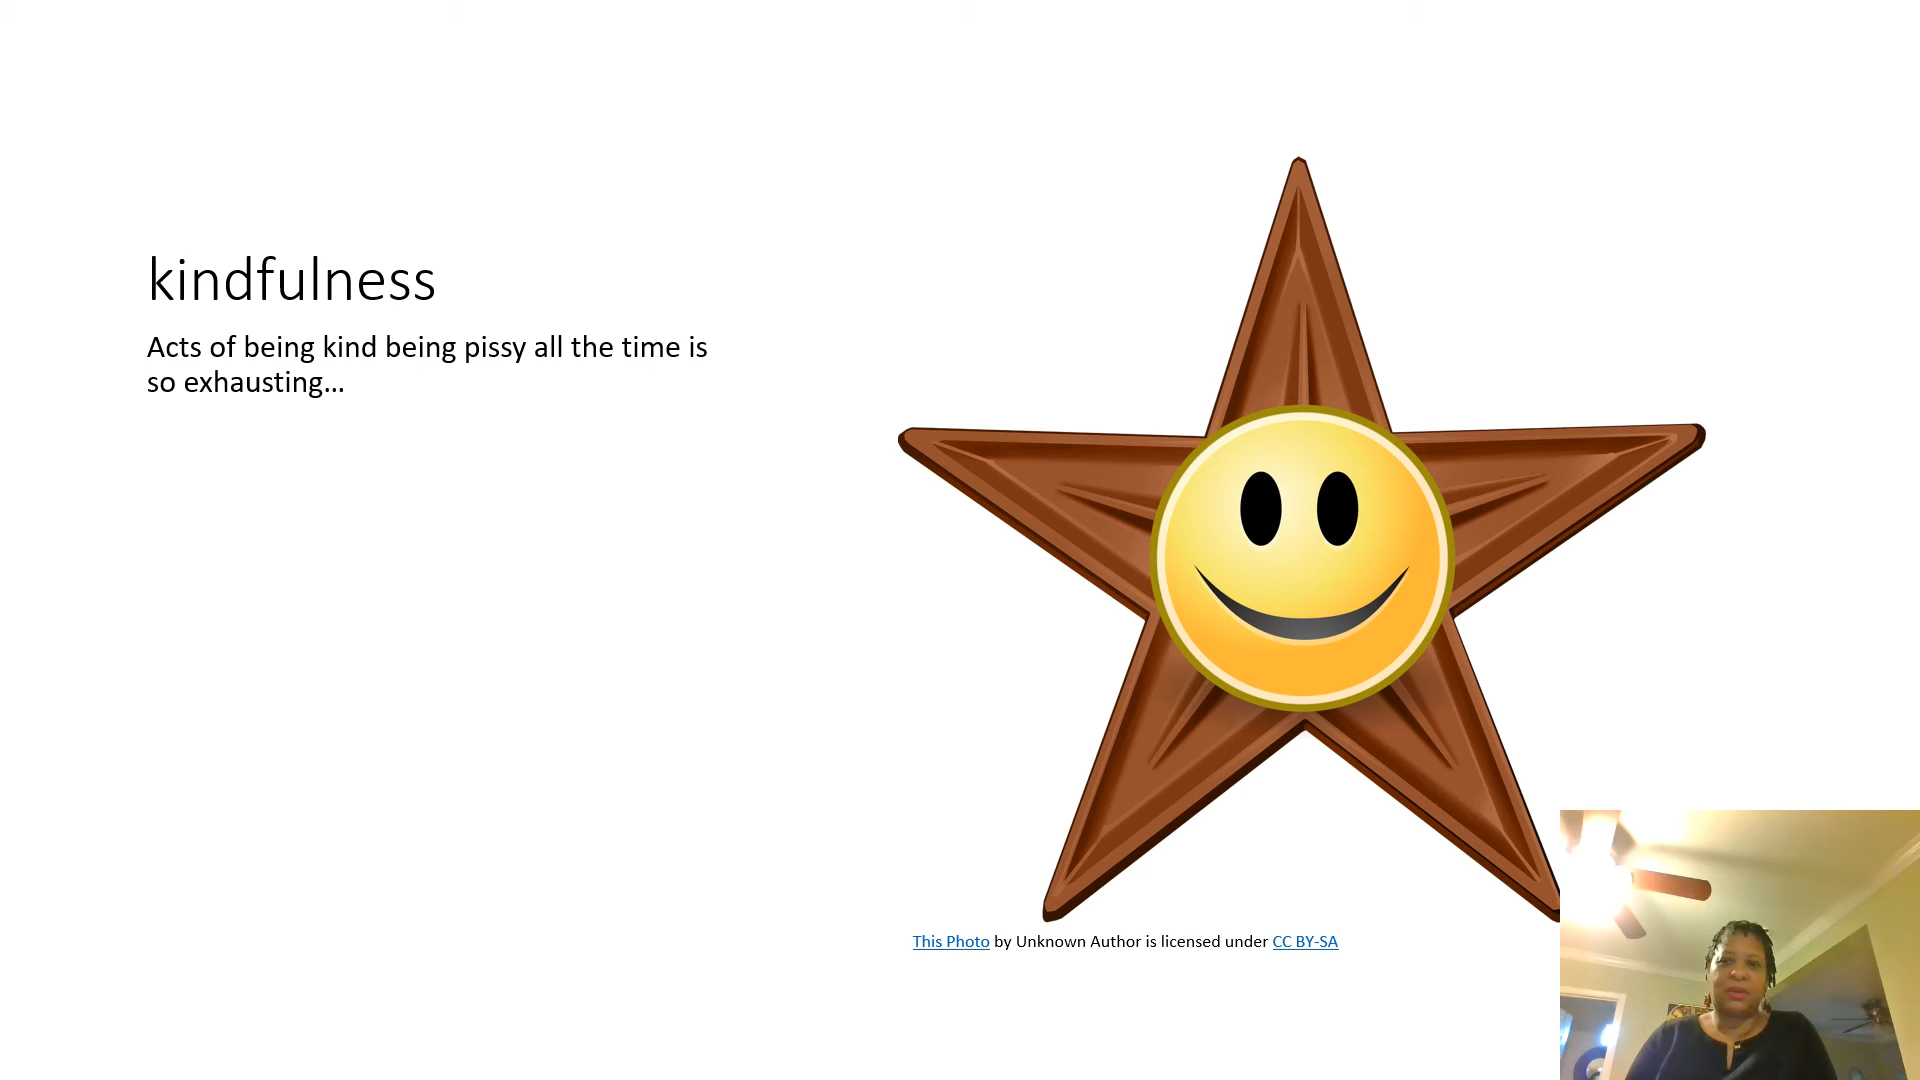 kindfulness
Acts of being kind being pissy all the time is
so exhausting...
This Photo by Unknown Author is licensed under CC BY-SA